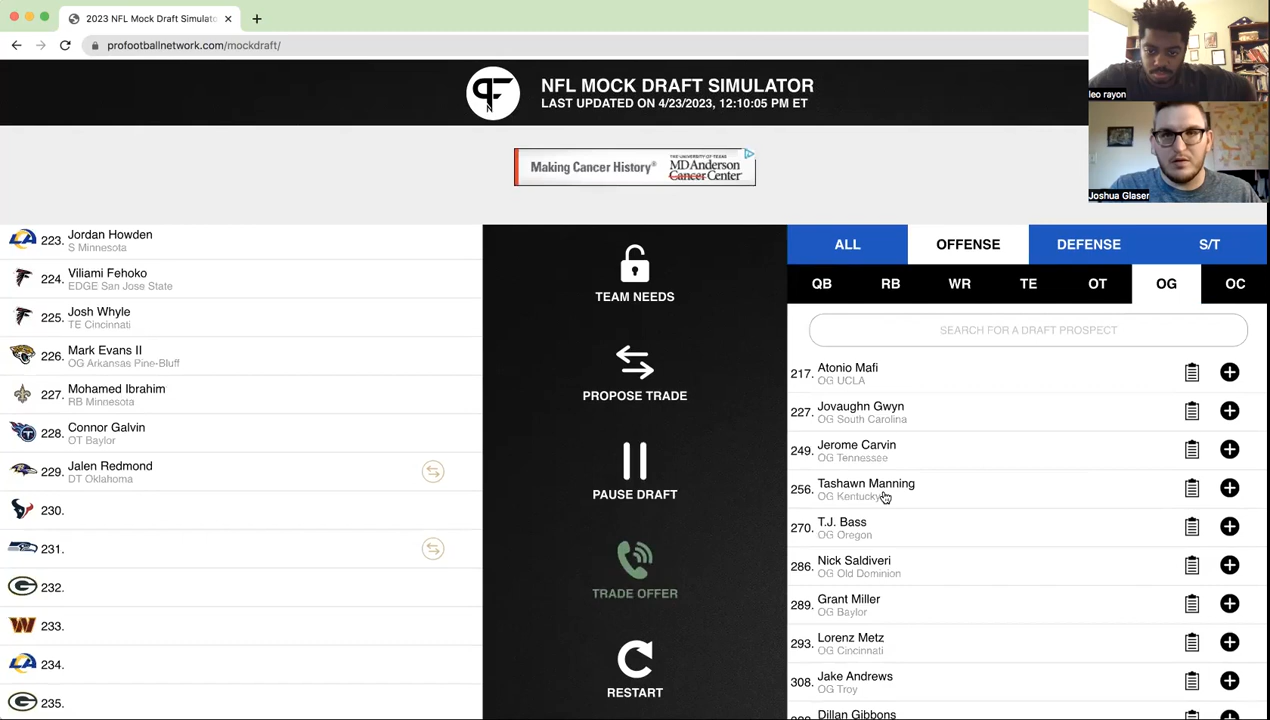 2023 NFL Mock Draft Simulato
profootballnetwork.com/mockdraft/
NFL MOCK DRAFT SIMULATOR
LAST UPDATED ON 4/23/2023, 12:10:05 PM ET
leo rayon
Joshua Glaser
Making Cancer History®
THE UNIVERSITY OF TEXAS
MD Anderson
Cancer Center
223. Jordan Howden
S Minnesota
224. Viliami Fehoko
EDGE San Jose State
225. Josh Whyle
TE Cincinnati
226. Mark Evans II
OG Arkansas Pine-Bluff
227. Mohamed Ibrahim
RB Minnesota
228. Connor Galvin
OT Baylor
229. Jalen Redmond
DT Oklahoma
230.
231.
232.
233.
234.
235.
TEAM NEEDS
PROPOSE TRADE
PAUSE DRAFT
TRADE OFFER
RESTART
ALL OFFENSE DEFENSE S/T
QB RB WR TE OT OG OC
SEARCH FOR A DRAFT PROSPECT
217. Atonio Mafi
OG UCLA
227. Jovaughn Gwyn
OG South Carolina
249. Jerome Carvin
OG Tennessee
256. Tashawn Manning
OG Kentucky
270. T.J. Bass
OG Oregon
286. Nick Saldiveri
OG Old Dominion
289. Grant Miller
OG Baylor
293. Lorenz Metz
OG Cincinnati
308. Jake Andrews
OG Troy
Dillan Gibbons